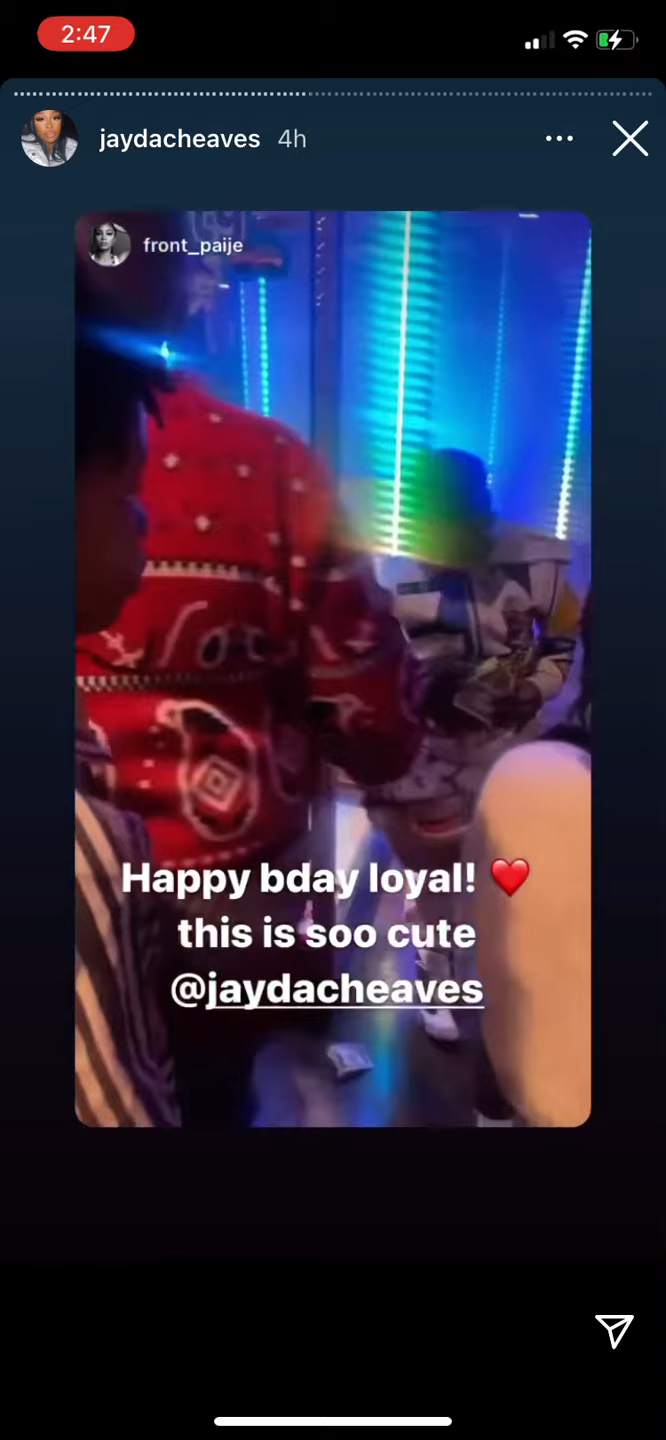 2:47
jaydacheaves 4h
front_paije
Happy bday loyal! ❤️
this is soo cute
@jaydacheaves